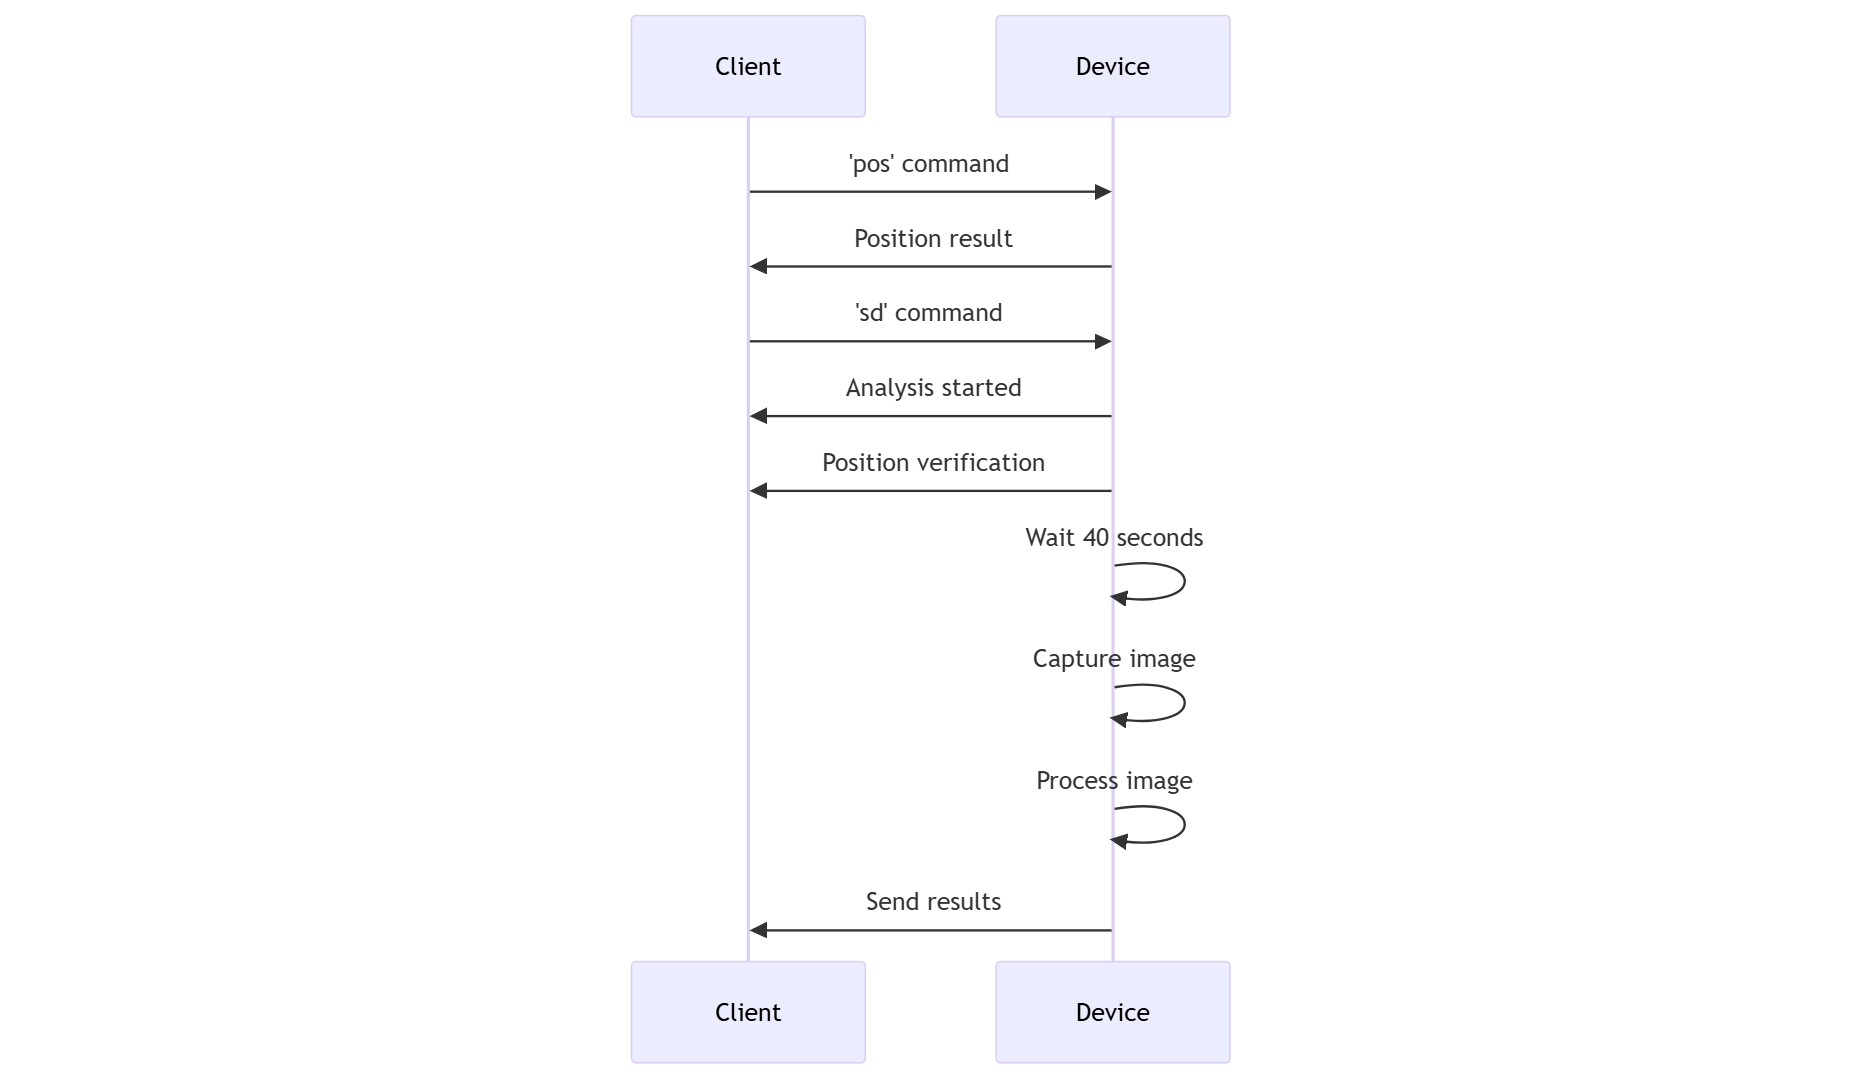 Client
Device
'pos' command
Position result
'sd' command
Analysis started
Position verification
Wait 40 seconds
Capture image
Process image
Send results
Client
Device